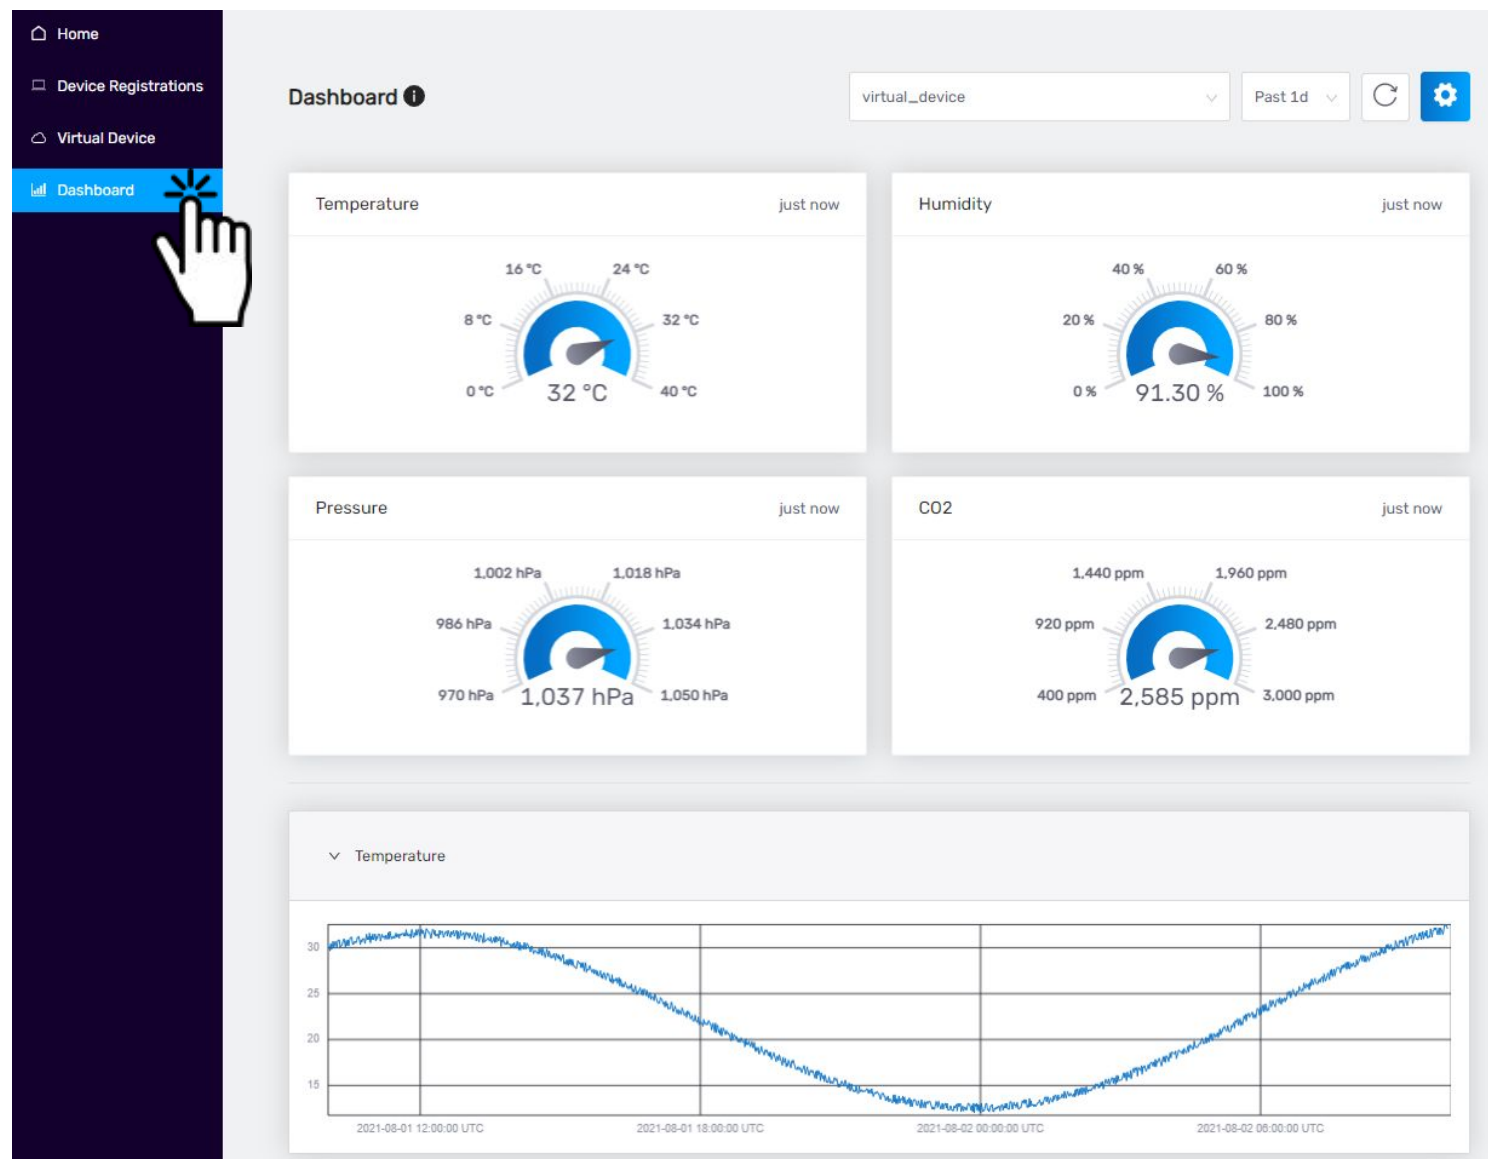 Home
Device Registrations
Virtual Device
Dashboard
Dashboard i
virtual_device
Past 1d
Temperature
just now
16 °C
24 °C
8 °C
32 °C
0 °C
32 °C
40 °C
Humidity
just now
40 %
60 %
20 %
80 %
0 %
91.30 %
100 %
Pressure
just now
1,002 hPa
1,018 hPa
986 hPa
1,034 hPa
970 hPa
1,037 hPa
1,050 hPa
CO2
just now
1,440 ppm
1,960 ppm
920 ppm
2,480 ppm
400 ppm
2,585 ppm
3,000 ppm
Temperature
30
25
20
15
2021-08-01 12:00:00 UTC
2021-08-01 18:00:00 UTC
2021-08-02 00:00:00 UTC
2021-08-02 06:00:00 UTC